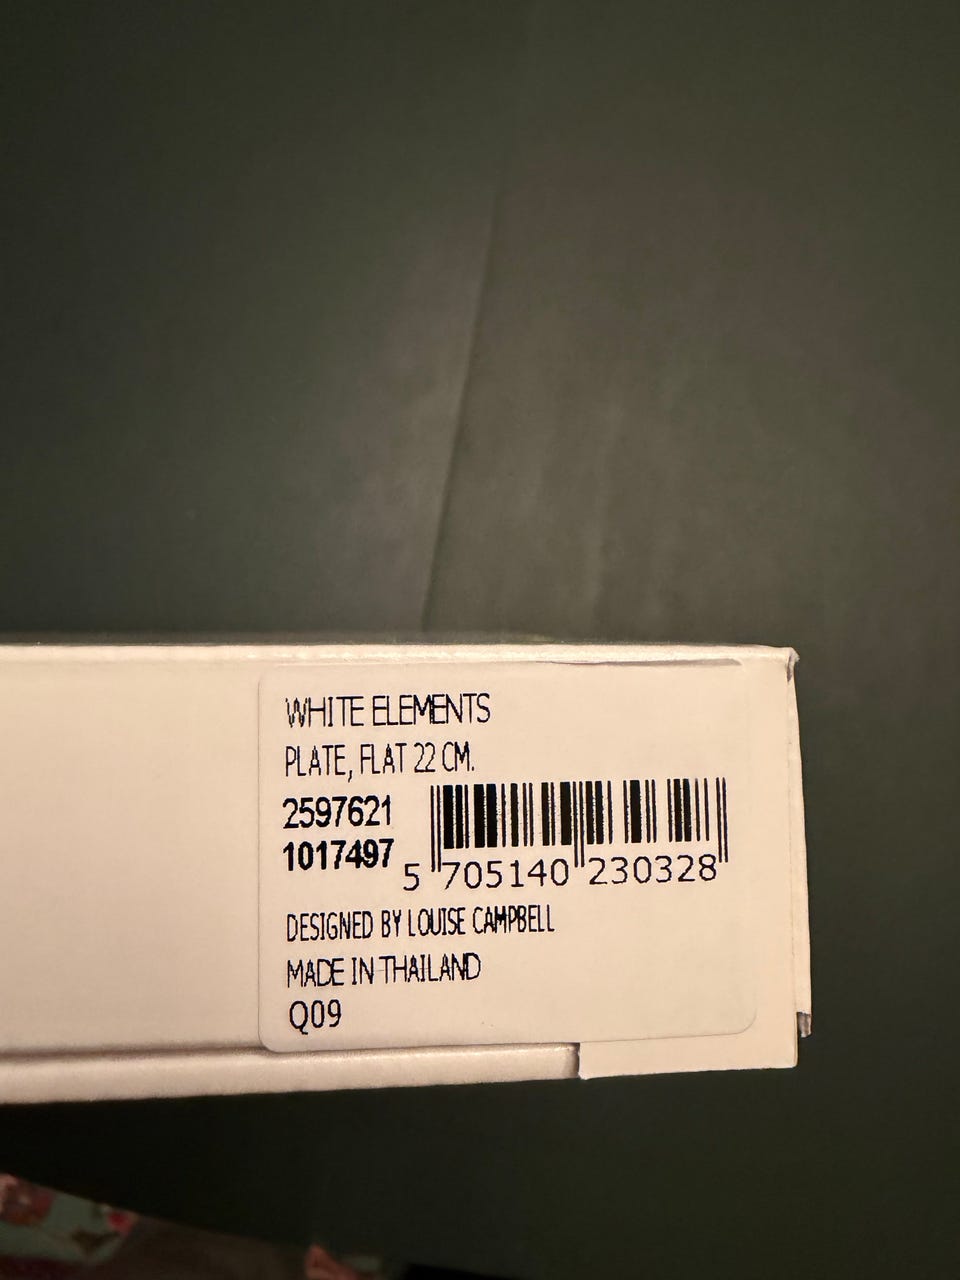 WHITE ELEMENTS
PLATE, FLAT 22 CM.
2597621
1017497
5 705140 230328
DESIGNED BY LOUISE CAMPBELL
MADE IN THAILAND
Q09